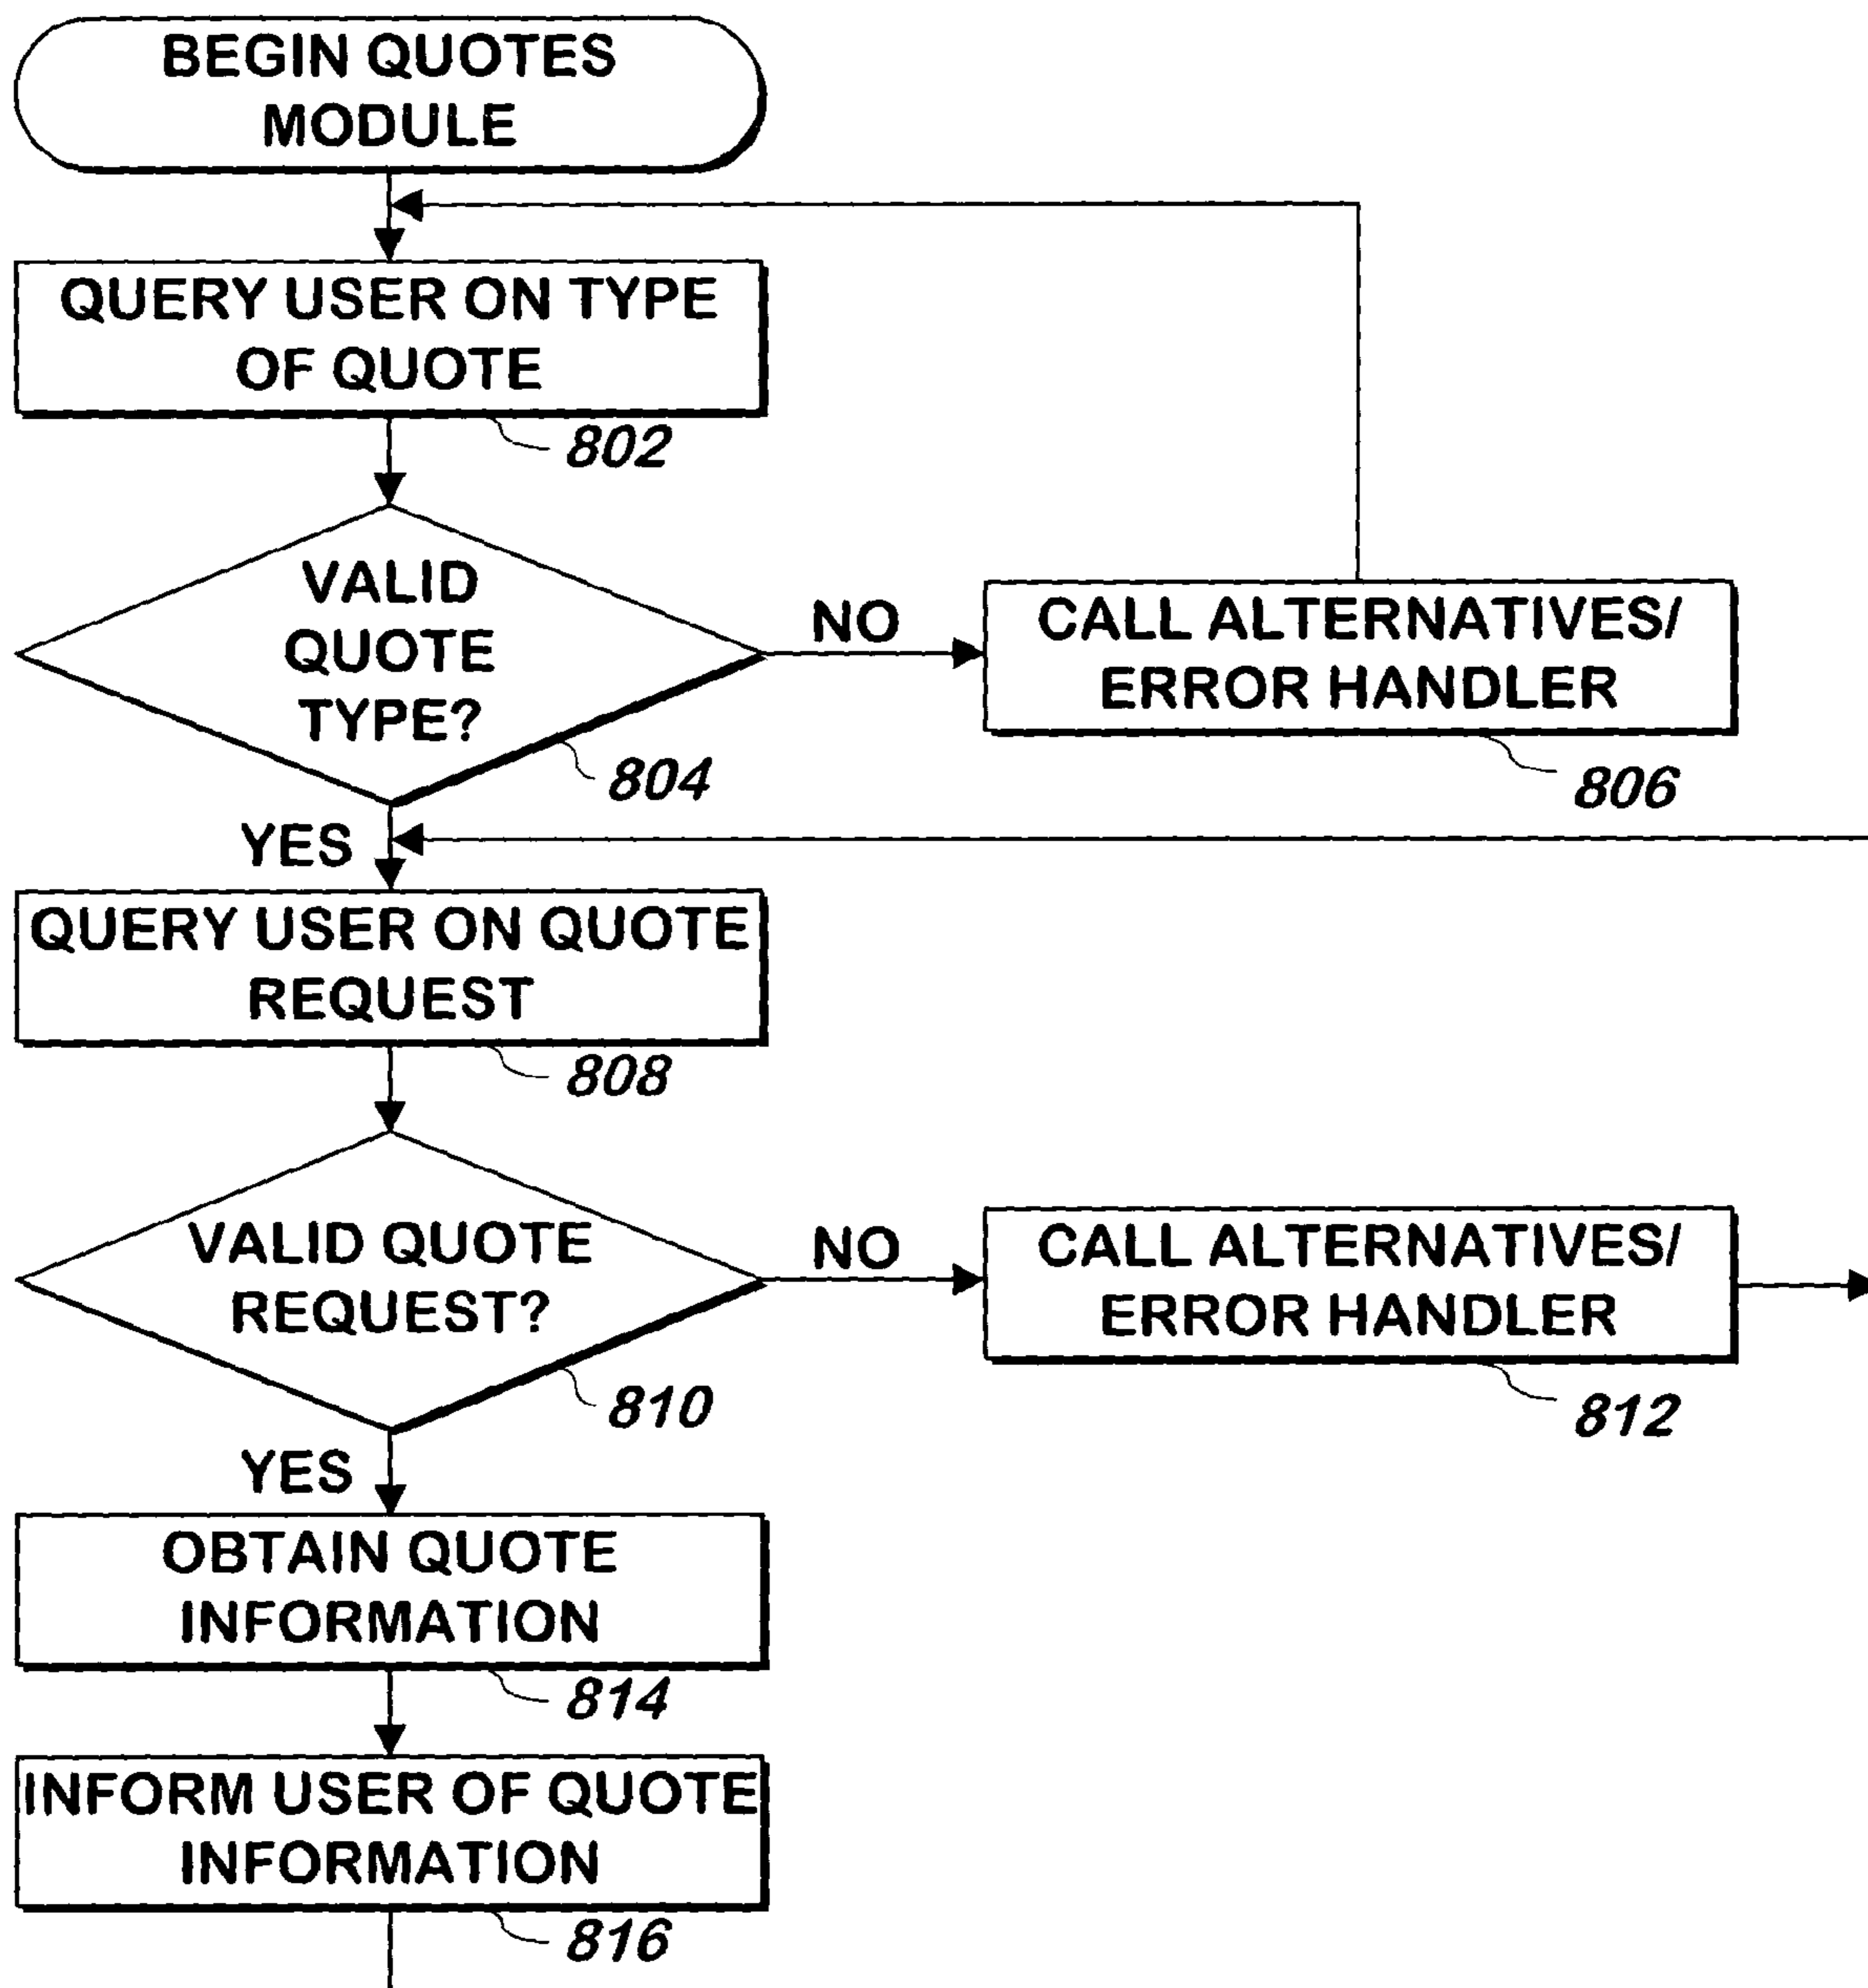 BEGIN QUOTES
MODULE
QUERY USER ON TYPE
OF QUOTE
802
VALID
QUOTE
TYPE?
804
NO
CALL ALTERNATIVES/
ERROR HANDLER
806
YES
QUERY USER ON QUOTE
REQUEST
808
VALID QUOTE
REQUEST?
810
NO
CALL ALTERNATIVES/
ERROR HANDLER
812
YES
OBTAIN QUOTE
INFORMATION
814
INFORM USER OF QUOTE
INFORMATION
816